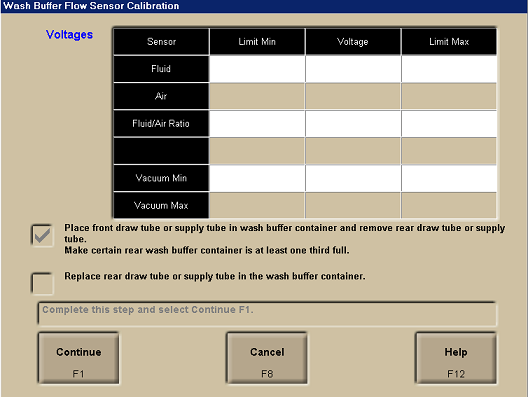 Wash Buffer Flow Sensor Calibration
Voltages
Sensor Limit Min Voltage Limit Max
Fluid
Air
Fluid/Air Ratio
Vacuum Min
Vacuum Max
Place front draw tube or supply tube in wash buffer container and remove rear draw tube or supply
tube.
Make certain rear wash buffer container is at least one third full.
Replace rear draw tube or supply tube in the wash buffer container.
Complete this step and select Continue F1.
Continue Cancel Help
F1 F8 F12